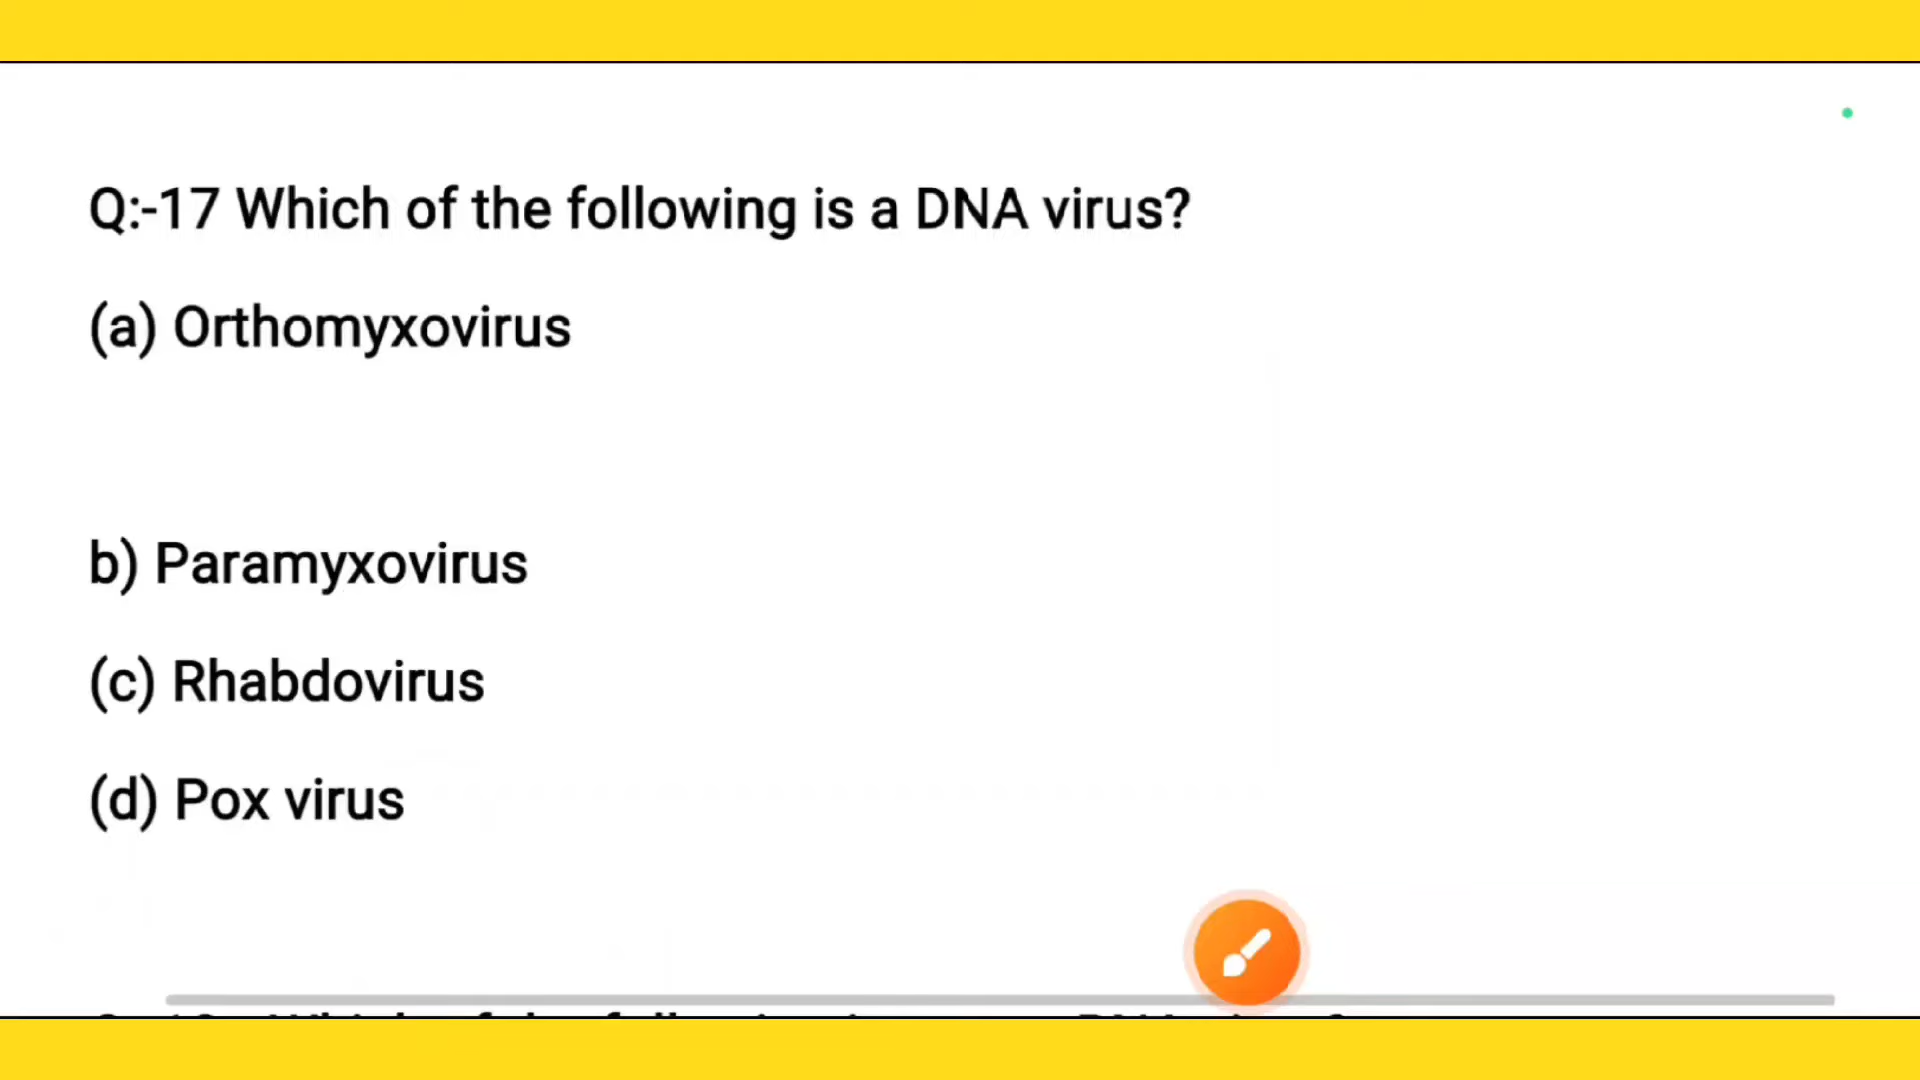 Q:-17 Which of the following is a DNA virus?
(a) Orthomyxovirus
b) Paramyxovirus
(c) Rhabdovirus
(d) Pox virus